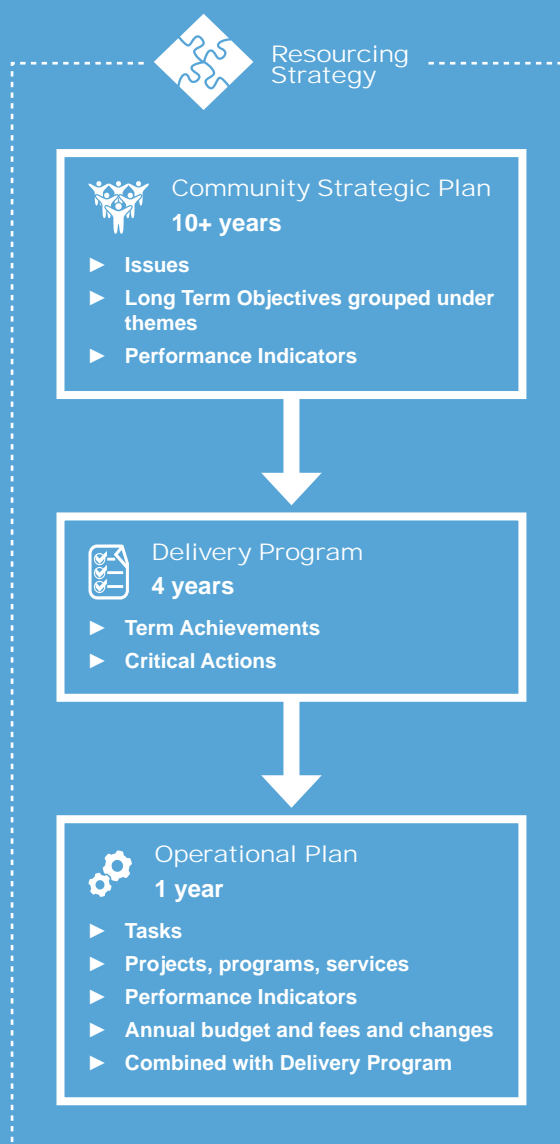 Resourcing
Strategy
Community Strategic Plan
10+ years
► Issues
► Long Term Objectives grouped under
themes
► Performance Indicators
Delivery Program
4 years
► Term Achievements
► Critical Actions
Operational Plan
1 year
► Tasks
► Projects, programs, services
► Performance Indicators
► Annual budget and fees and changes
► Combined with Delivery Program